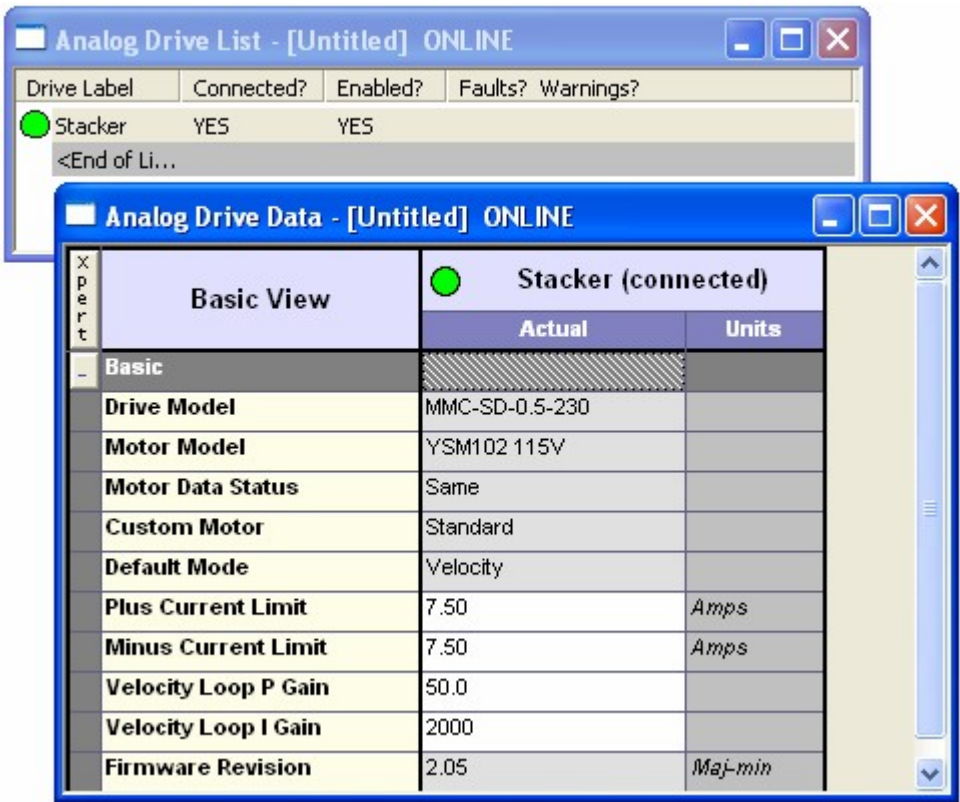 Analog Drive List - [Untitled] ONLINE
Drive Label Connected? Enabled? Faults? Warnings?
Stacker YES YES
<End of Li...
Analog Drive Data - [Untitled] ONLINE
Xpert
Basic View
Stacker (connected)
Actual Units
- Basic
Drive Model MMC-SD-0.5-230
Motor Model YSM102 115V
Motor Data Status Same
Custom Motor Standard
Default Mode Velocity
Plus Current Limit 7.50 Amps
Minus Current Limit 7.50 Amps
Velocity Loop P Gain 50.0
Velocity Loop I Gain 2000
Firmware Revision 2.05 Maj-min